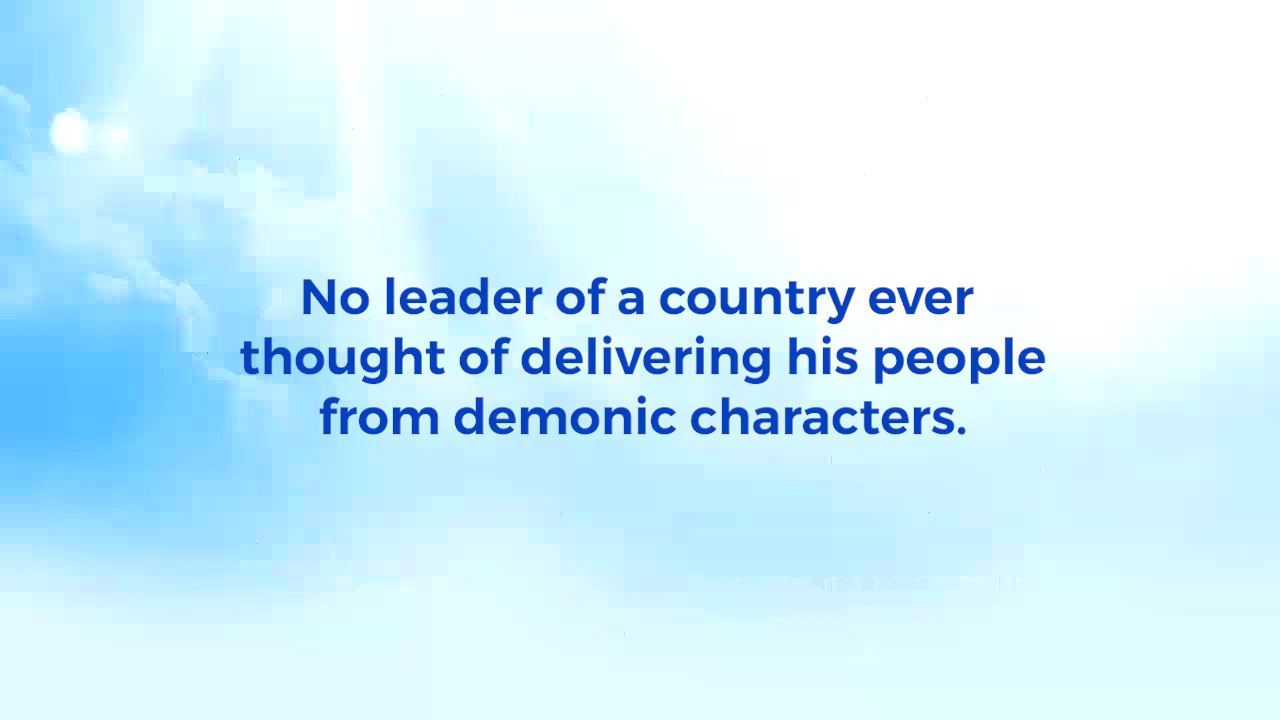 No leader of a country ever
thought of delivering his people
from demonic characters.